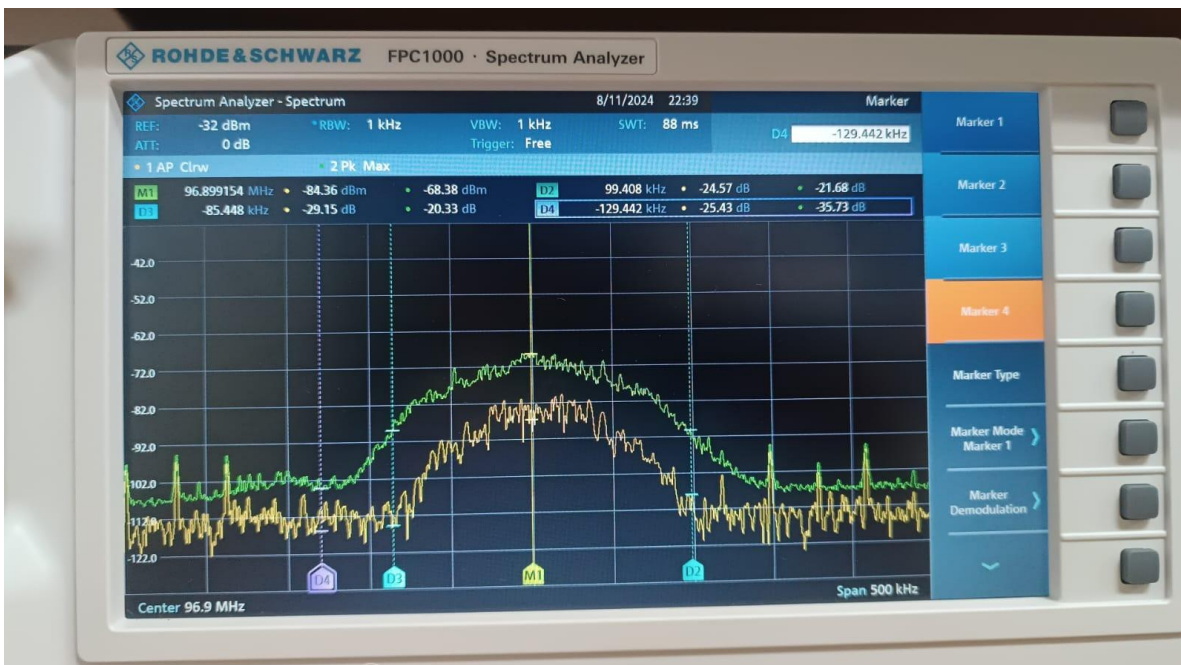 ROHDE&SCHWARZ FPC1000 · Spectrum Analyzer
Spectrum Analyzer - Spectrum 8/11/2024 22:39 Marker
REF: -32 dBm *RBW: 1 kHz VBW: 1 kHz SWT: 88 ms
ATT: 0 dB Trigger: Free D4 -129.442 kHz
1 AP Clrw 2 Pk Max
M1 96.899154 MHz -84.36 dBm -68.38 dBm D2 99.408 kHz -24.57 dB -21.68 dB
D3 -85.448 kHz -29.15 dB -20.33 dB D4 -129.442 kHz -25.43 dB -35.73 dB
-42.0
-52.0
-62.0
-72.0
-82.0
-92.0
-102.0
-112.0
-122.0
D4 D3 M1 D2
Center 96.9 MHz Span 500 kHz
Marker 1
Marker 2
Marker 3
Marker 4
Marker Type
Marker Mode
Marker 1
Marker
Demodulation